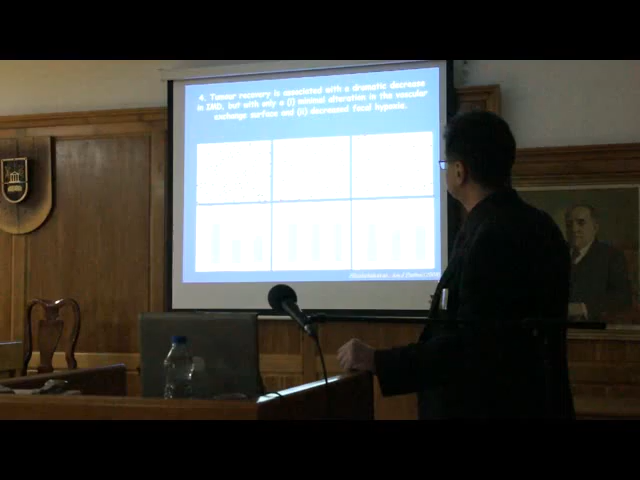 4. Tumour recovery is associated with a dramatic decrease
in IMD, but with only a (i) minimal alteration in the vascular
exchange surface and (ii) decreased focal hypoxia.